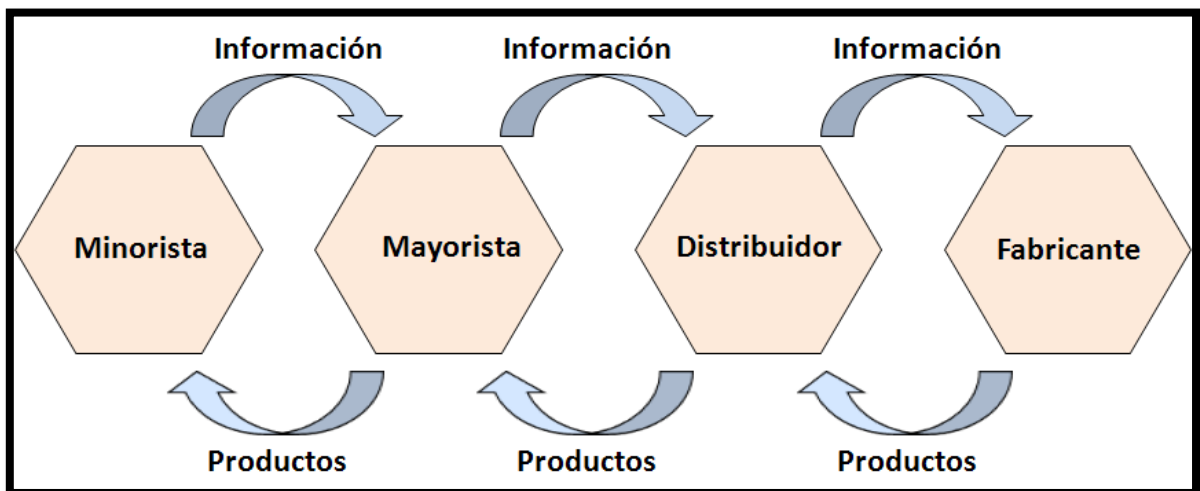 Información Información Información
Minorista Mayorista Distribuidor Fabricante
Productos Productos Productos